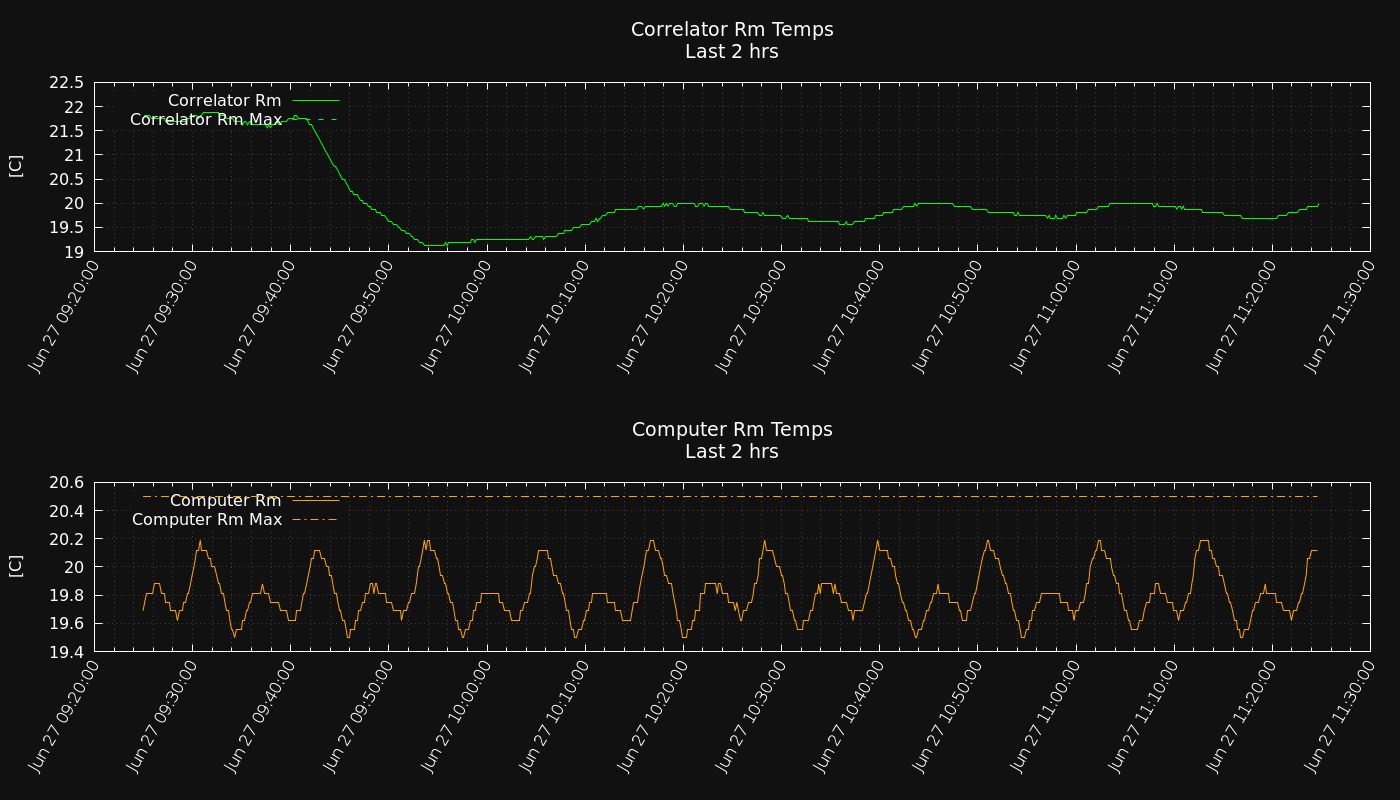 Correlator Rm Temps
Last 2 hrs
[C]
22.5
22
21.5
21
20.5
20
19.5
19
Correlator Rm
Correlator Rm Max
Jun 27 09:20:00
Jun 27 09:30:00
Jun 27 09:40:00
Jun 27 09:50:00
Jun 27 10:00:00
Jun 27 10:10:00
Jun 27 10:20:00
Jun 27 10:30:00
Jun 27 10:40:00
Jun 27 10:50:00
Jun 27 11:00:00
Jun 27 11:10:00
Jun 27 11:20:00
Jun 27 11:30:00
Computer Rm Temps
Last 2 hrs
[C]
20.6
20.4
20.2
20
19.8
19.6
19.4
Computer Rm
Computer Rm Max
Jun 27 09:20:00
Jun 27 09:30:00
Jun 27 09:40:00
Jun 27 09:50:00
Jun 27 10:00:00
Jun 27 10:10:00
Jun 27 10:20:00
Jun 27 10:30:00
Jun 27 10:40:00
Jun 27 10:50:00
Jun 27 11:00:00
Jun 27 11:10:00
Jun 27 11:20:00
Jun 27 11:30:00